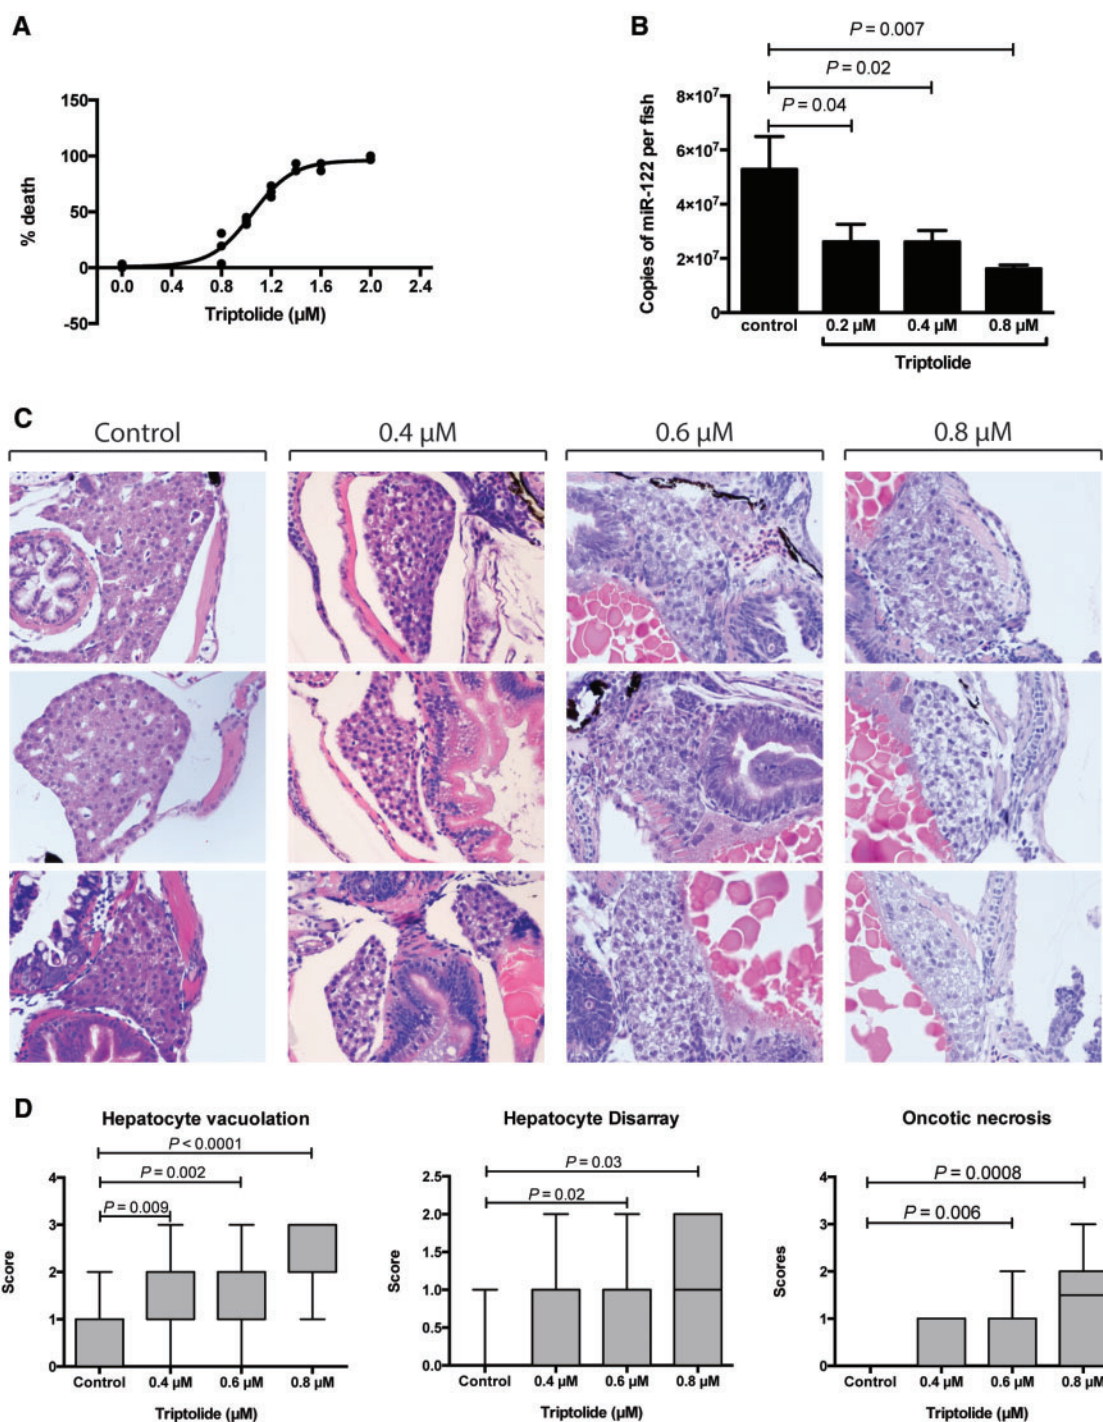 A
150
100
50
0
-50
% death
0.0 0.4 0.8 1.2 1.6 2.0 2.4
Triptolide (µM)
B
P = 0.007
P = 0.02
P = 0.04
8×10⁷
6×10⁷
4×10⁷
2×10⁷
0
Copies of miR-122 per fish
control 0.2 µM 0.4 µM 0.8 µM
Triptolide
C
Control 0.4 µM 0.6 µM 0.8 µM
D
Hepatocyte vacuolation
P < 0.0001
P = 0.002
P = 0.009
4
3
2
1
0
Score
Control 0.4 µM 0.6 µM 0.8 µM
Triptolide (µM)
Hepatocyte Disarray
P = 0.03
P = 0.02
2.5
2.0
1.5
1.0
0.5
0.0
Score
Control 0.4 µM 0.6 µM 0.8 µM
Triptolide (µM)
Oncotic necrosis
P = 0.0008
P = 0.006
4
3
2
1
0
Scores
Control 0.4 µM 0.6 µM 0.8 µM
Triptolide (µM)